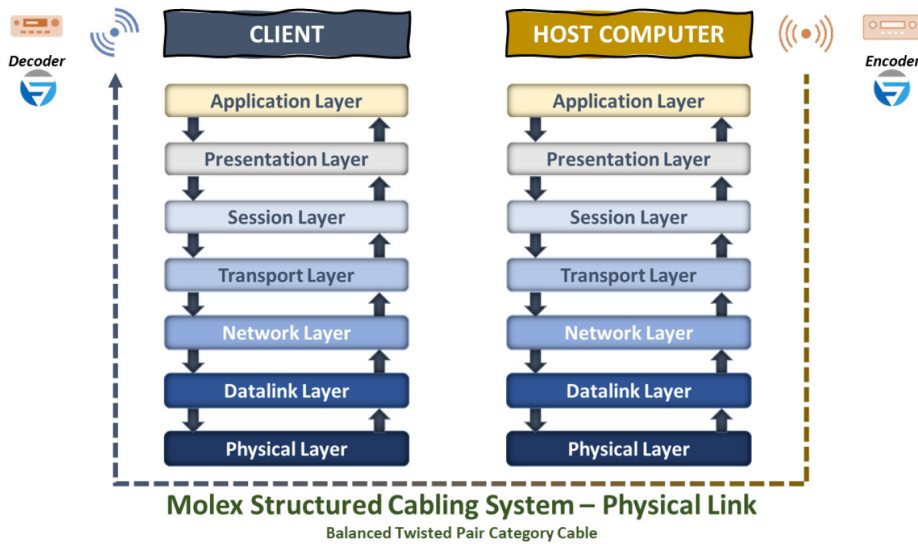 CLIENT
HOST COMPUTER
Decoder
Encoder
Application Layer
Application Layer
Presentation Layer
Presentation Layer
Session Layer
Session Layer
Transport Layer
Transport Layer
Network Layer
Network Layer
Datalink Layer
Datalink Layer
Physical Layer
Physical Layer
Molex Structured Cabling System – Physical Link
Balanced Twisted Pair Category Cable